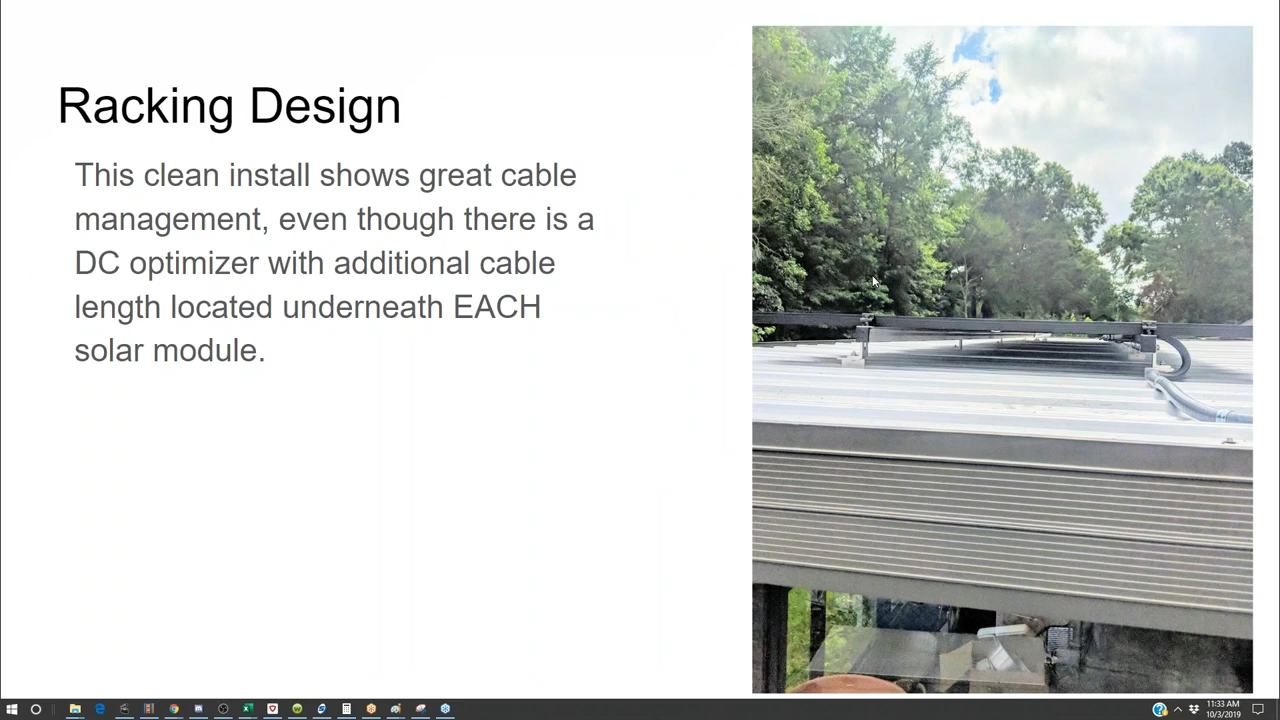 Racking Design
This clean install shows great cable
management, even though there is a
DC optimizer with additional cable
length located underneath EACH
solar module.
11:33 AM
10/3/2019